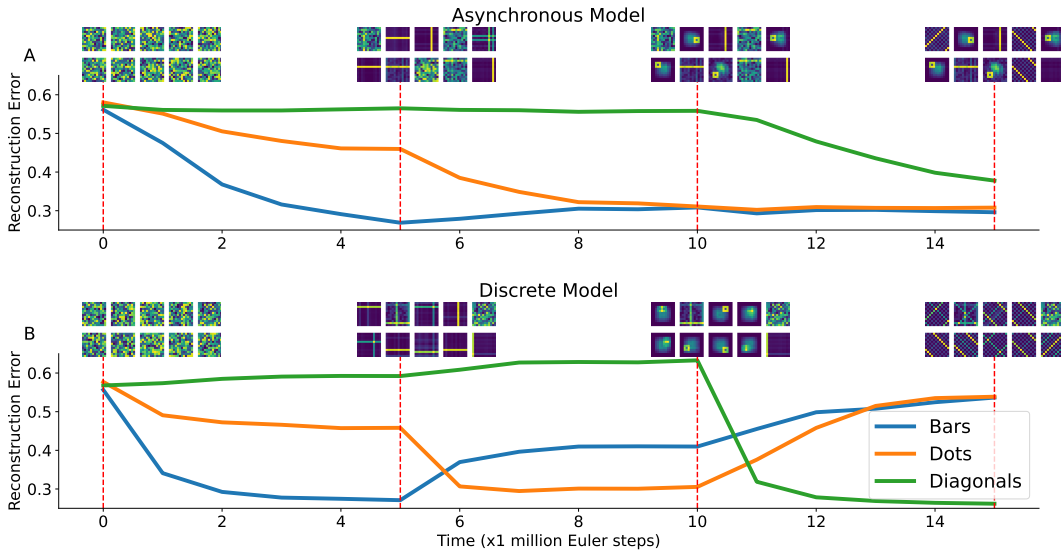 Asynchronous Model
A
Reconstruction Error
0.6
0.5
0.4
0.3
0 2 4 6 8 10 12 14
Discrete Model
B
Reconstruction Error
0.6
0.5
0.4
0.3
Bars
Dots
Diagonals
0 2 4 6 8 10 12 14
Time (x1 million Euler steps)